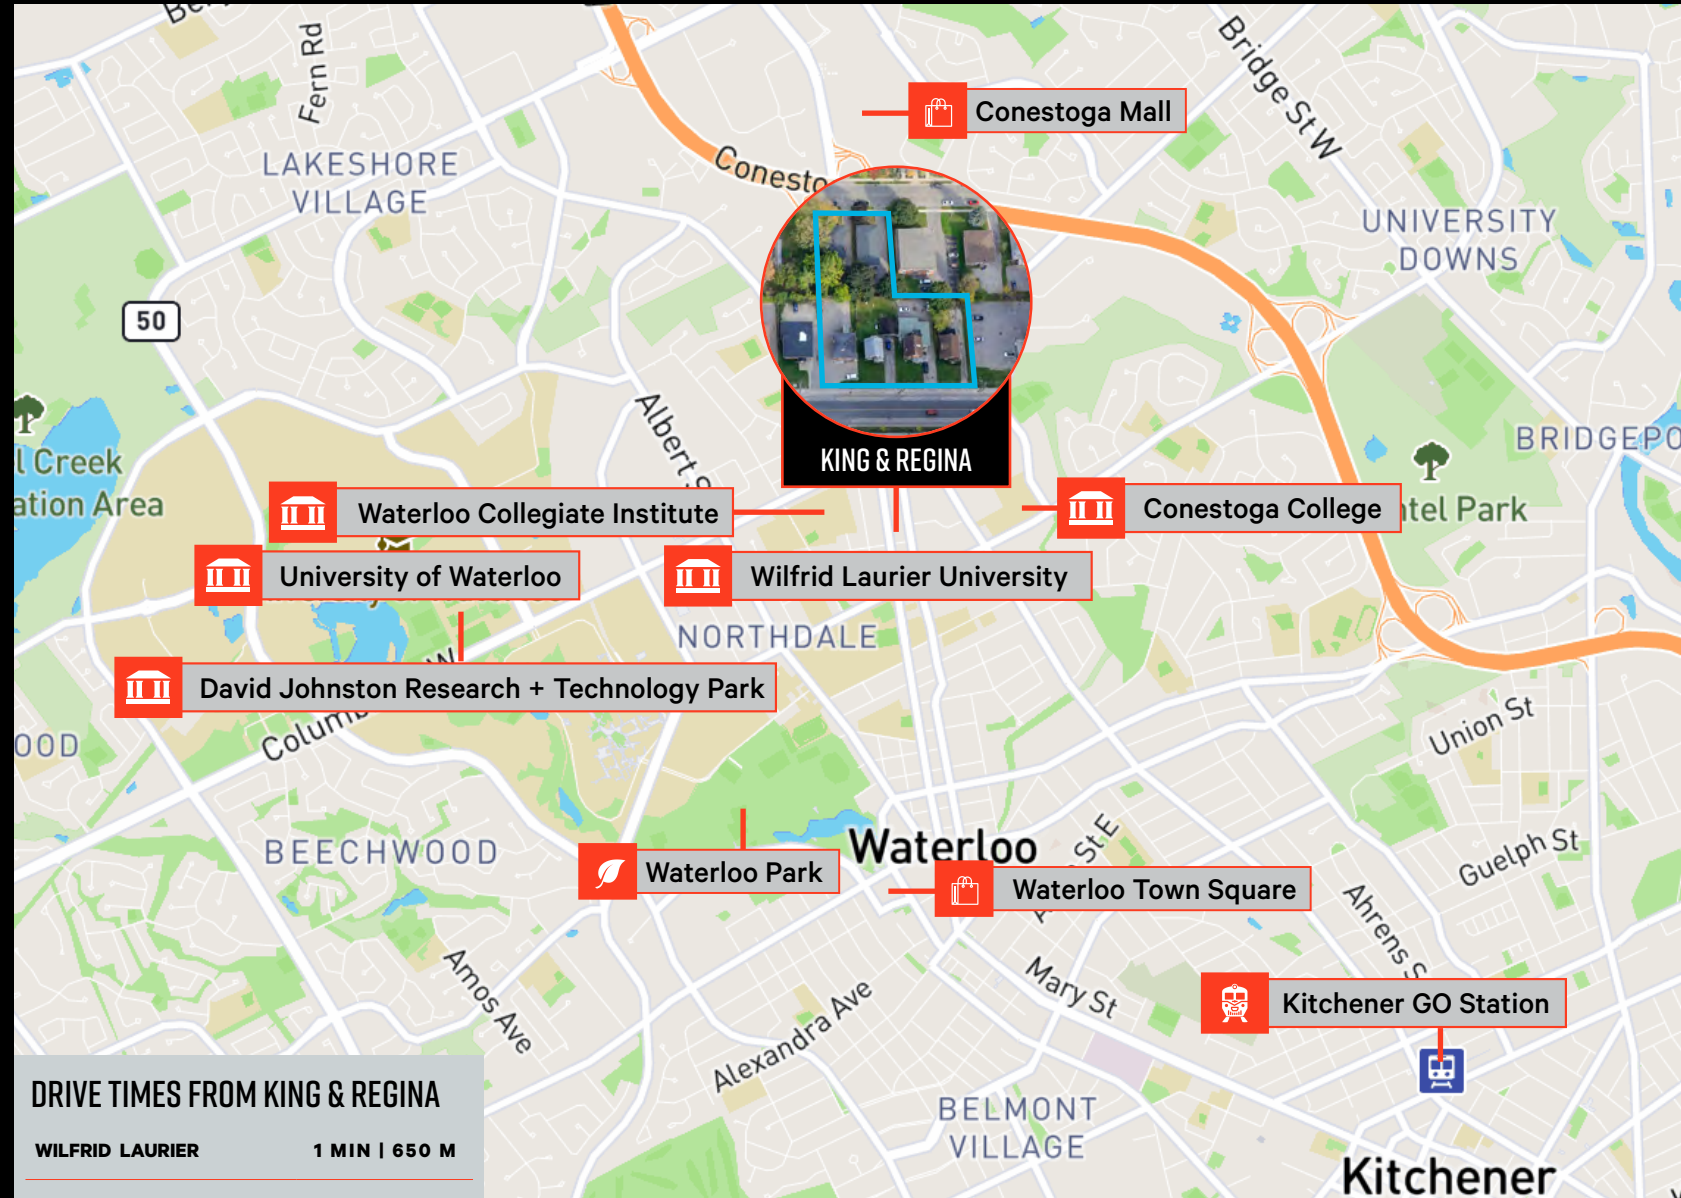 Fern Rd
Bridge St W
Conestoga Mall
LAKESHORE
VILLAGE
Conesto
UNIVERSITY
DOWNS
50
Albert S
BRIDGEPO
l Creek
ation Area
KING & REGINA
Waterloo Collegiate Institute
Conestoga College
ntel Park
University of Waterloo
Wilfrid Laurier University
NORTHDALE
W
David Johnston Research + Technology Park
Colum
OOD
Union St
BEECHWOOD
Waterloo
St E
Guelph St
Waterloo Park
Waterloo Town Square
Ahrens S
Amos Ave
Mary St
Alexandra Ave
Kitchener GO Station
DRIVE TIMES FROM KING & REGINA
BELMONT
VILLAGE
WILFRID LAURIER 1 MIN | 650 M
Kitchener